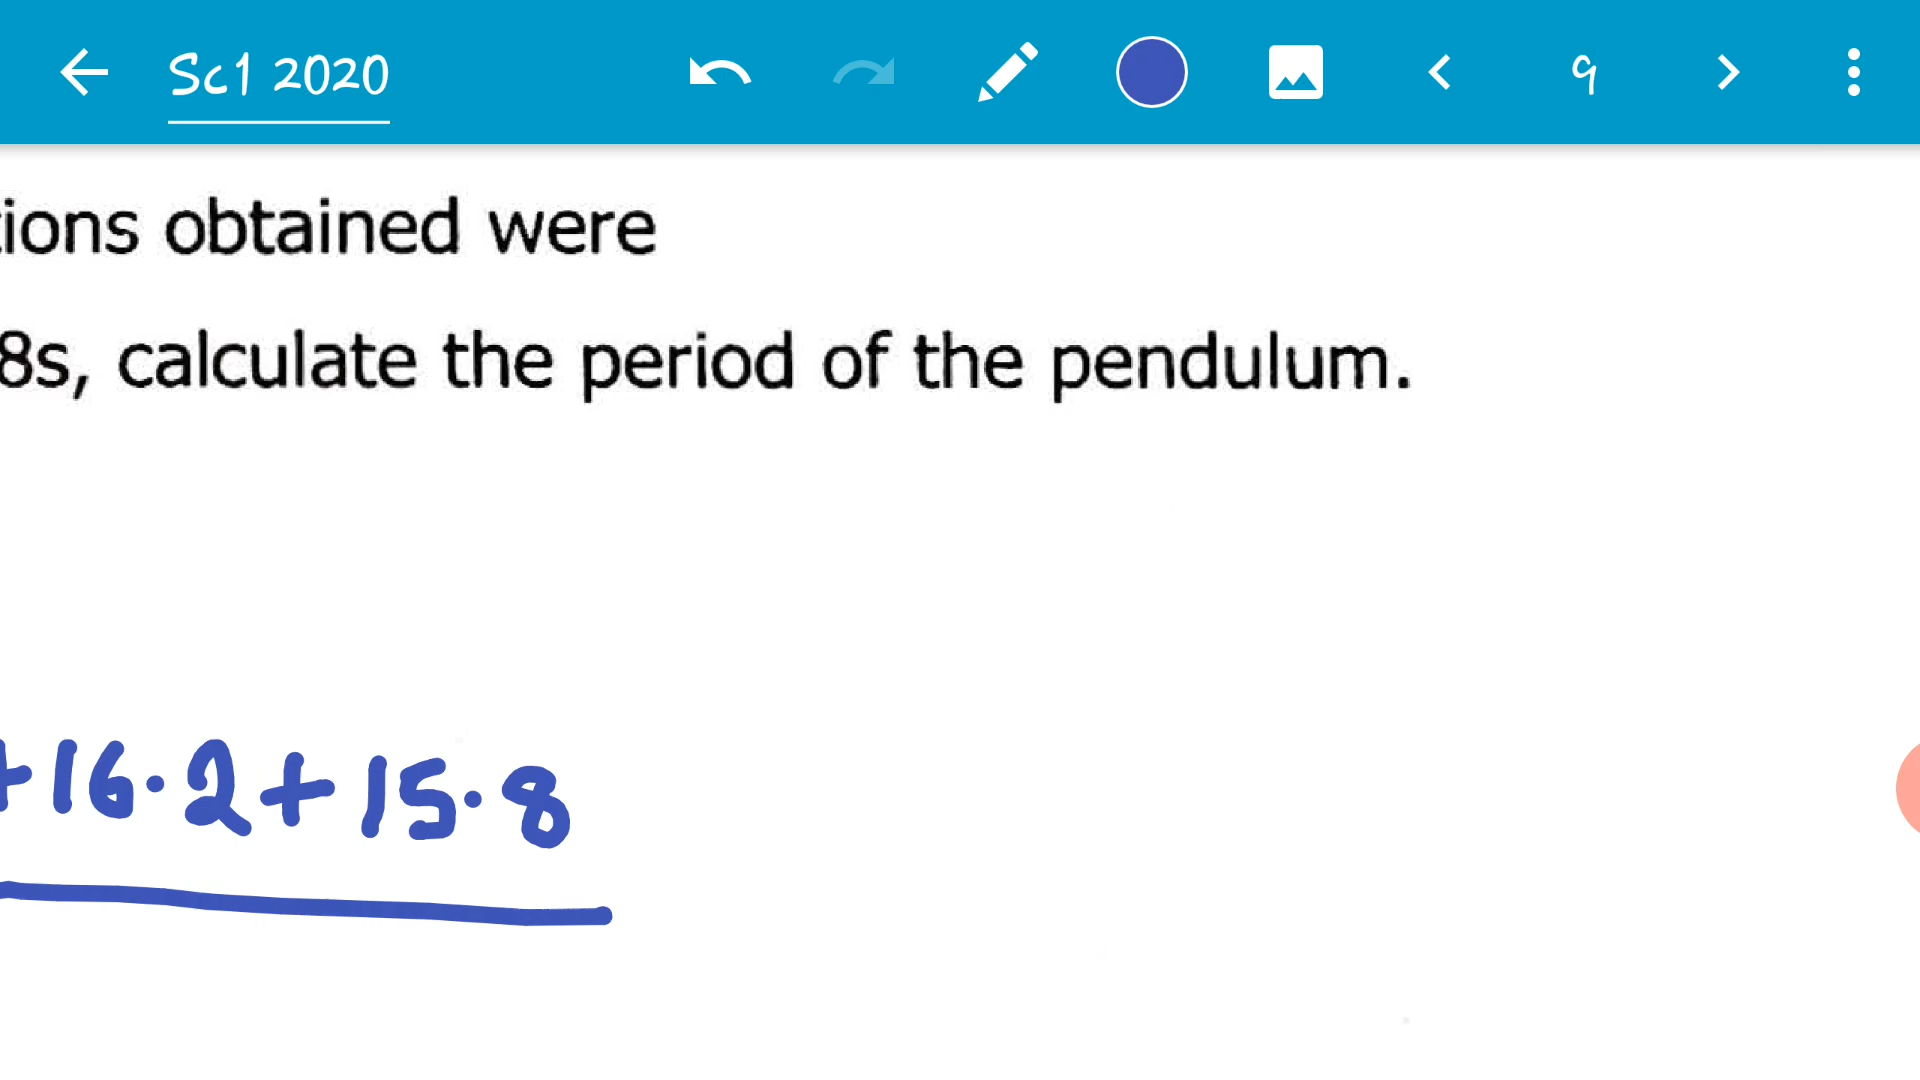 Sc1 2020 9
ions obtained were
8s, calculate the period of the pendulum.
+16.2+15.8